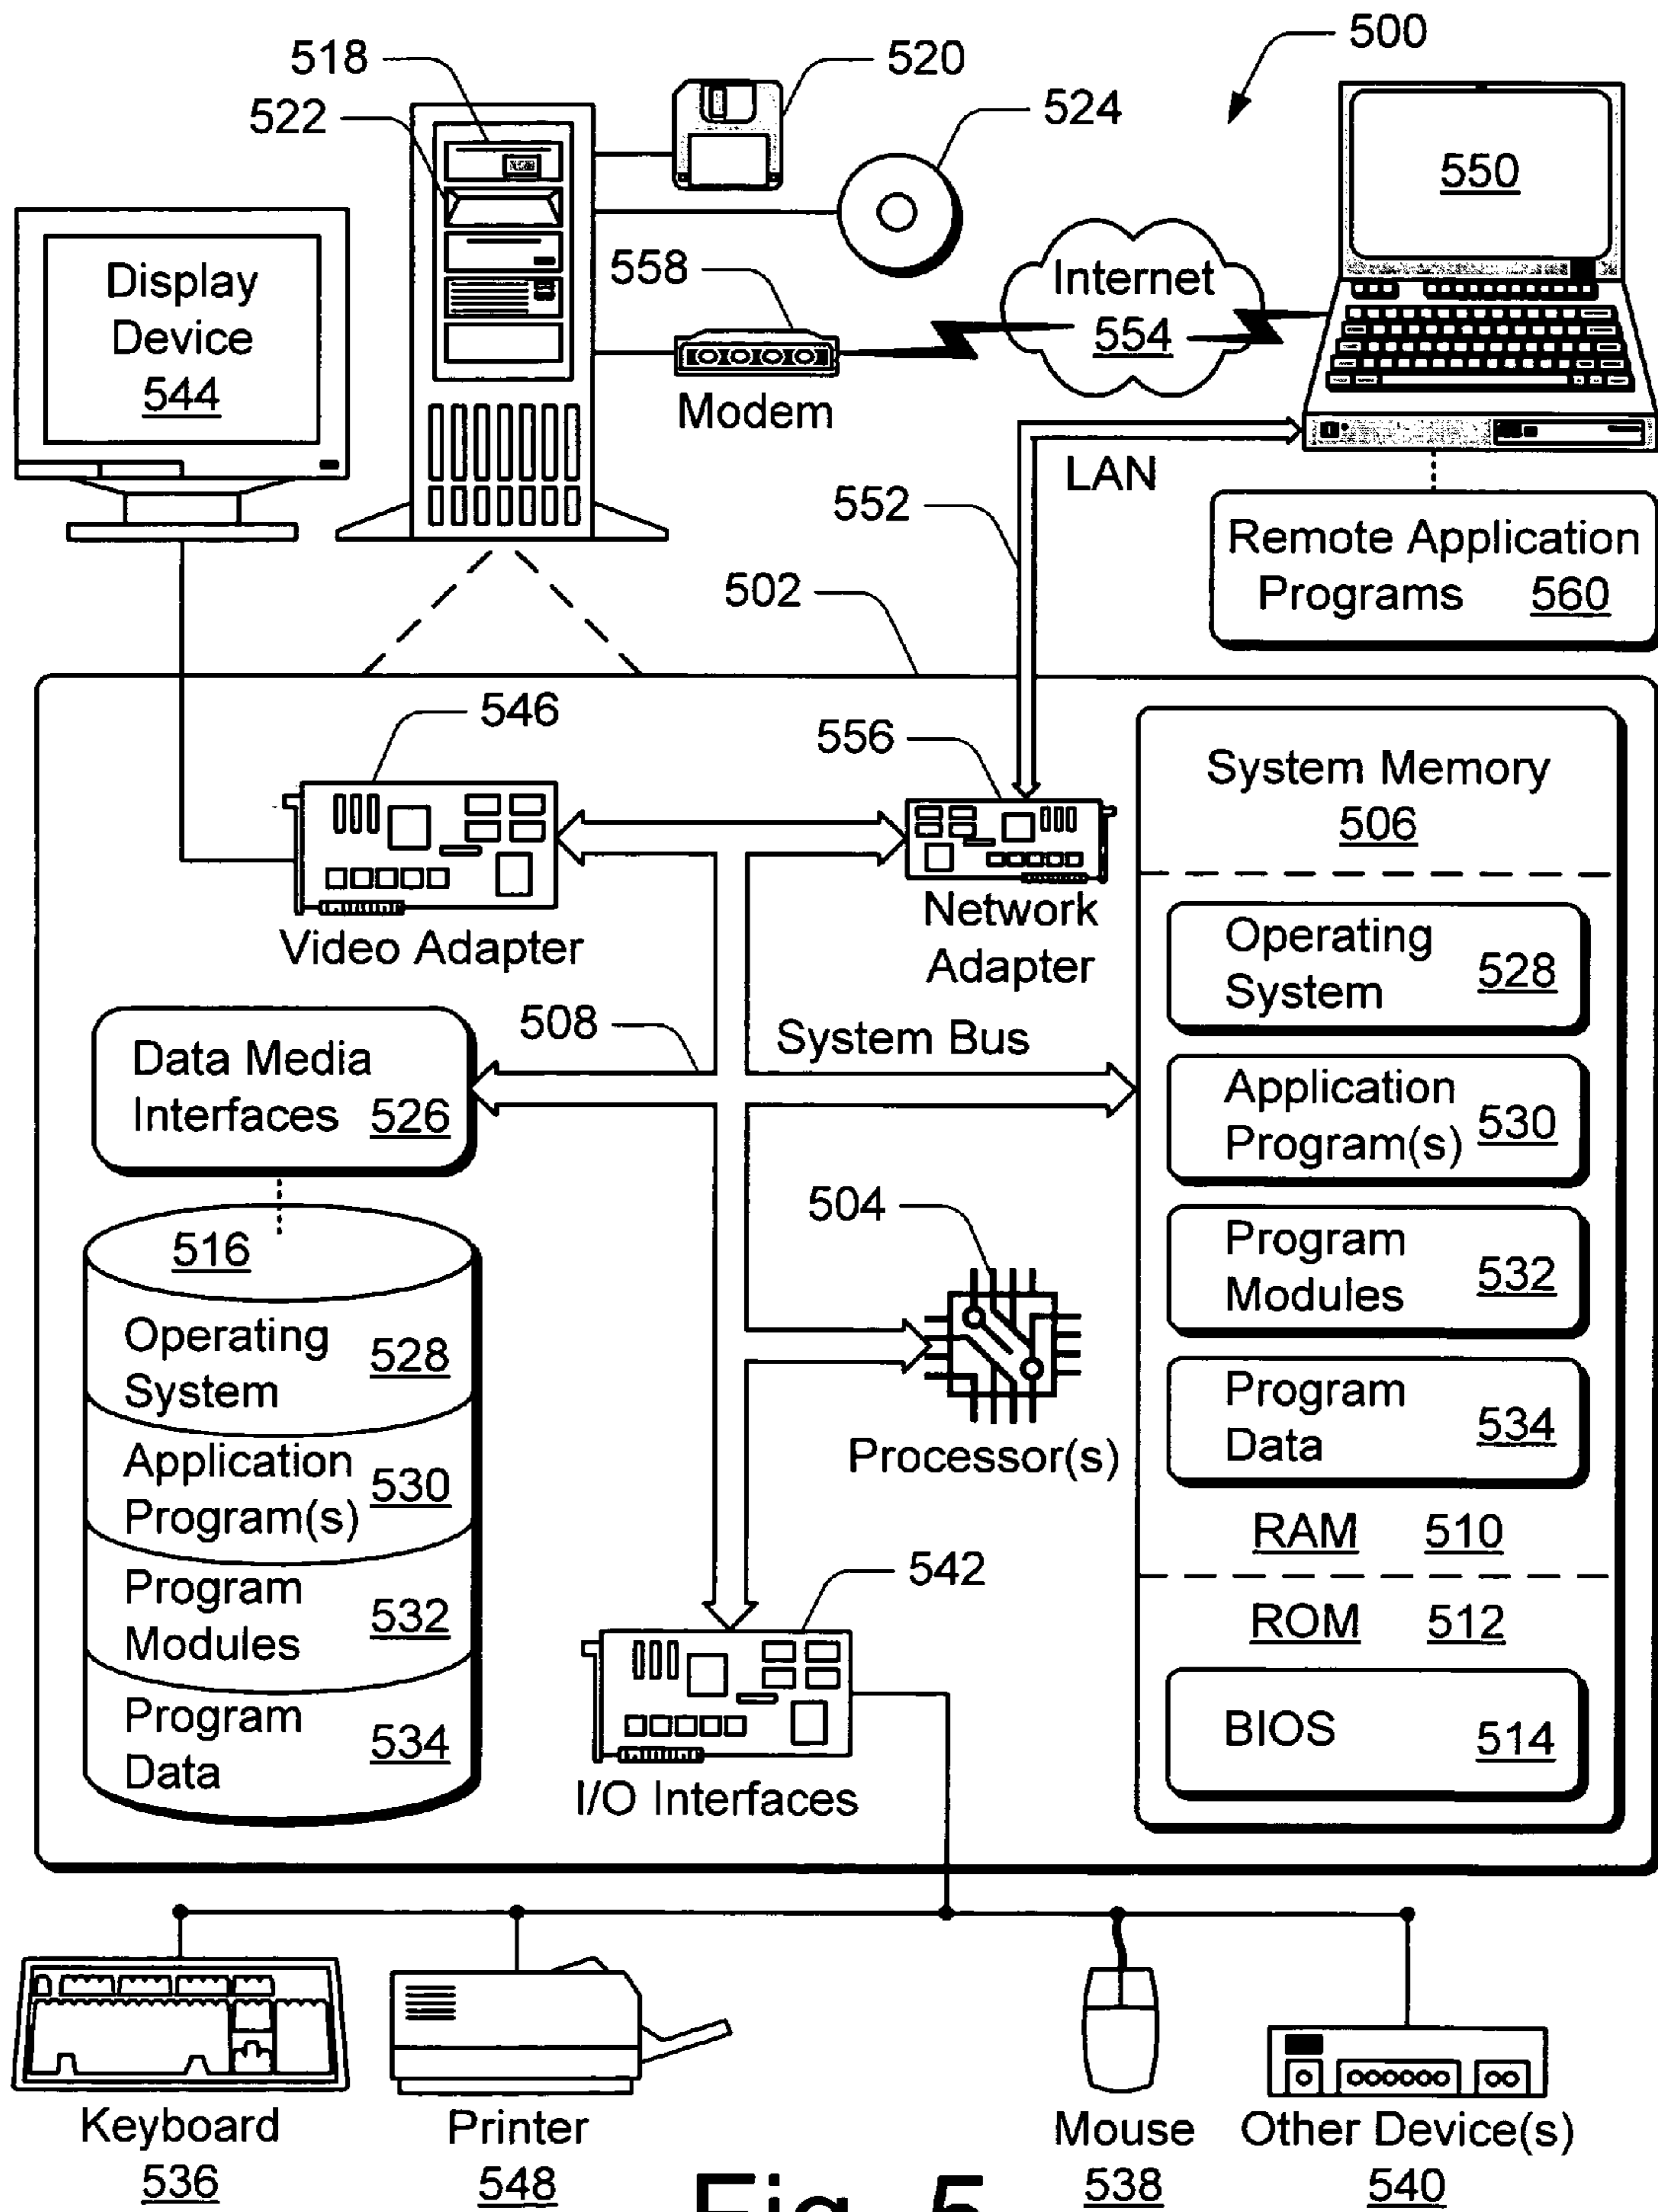 500
518
520
522
524
550
Display
Device
544
558
Internet
554
Modem
LAN
552
Remote Application
Programs 560
502
546
556
System Memory
506
Video Adapter
Network
Adapter
Operating
System 528
508
System Bus
Data Media
Interfaces 526
Application
Program(s) 530
504
Program
Modules 532
516
Operating
System 528
Processor(s)
Program
Data 534
Application
Program(s) 530
RAM 510
542
Program
Modules 532
ROM 512
Program
Data 534
BIOS 514
I/O Interfaces
Keyboard
536
Printer
548
Mouse
538
Other Device(s)
540
Fig. 5